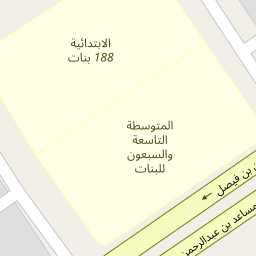 الابتدائية
188 بنات
المتوسطة
التاسعة
والسبعون
للبنات
بن فيصل
مساعد بن عبدالرحمن